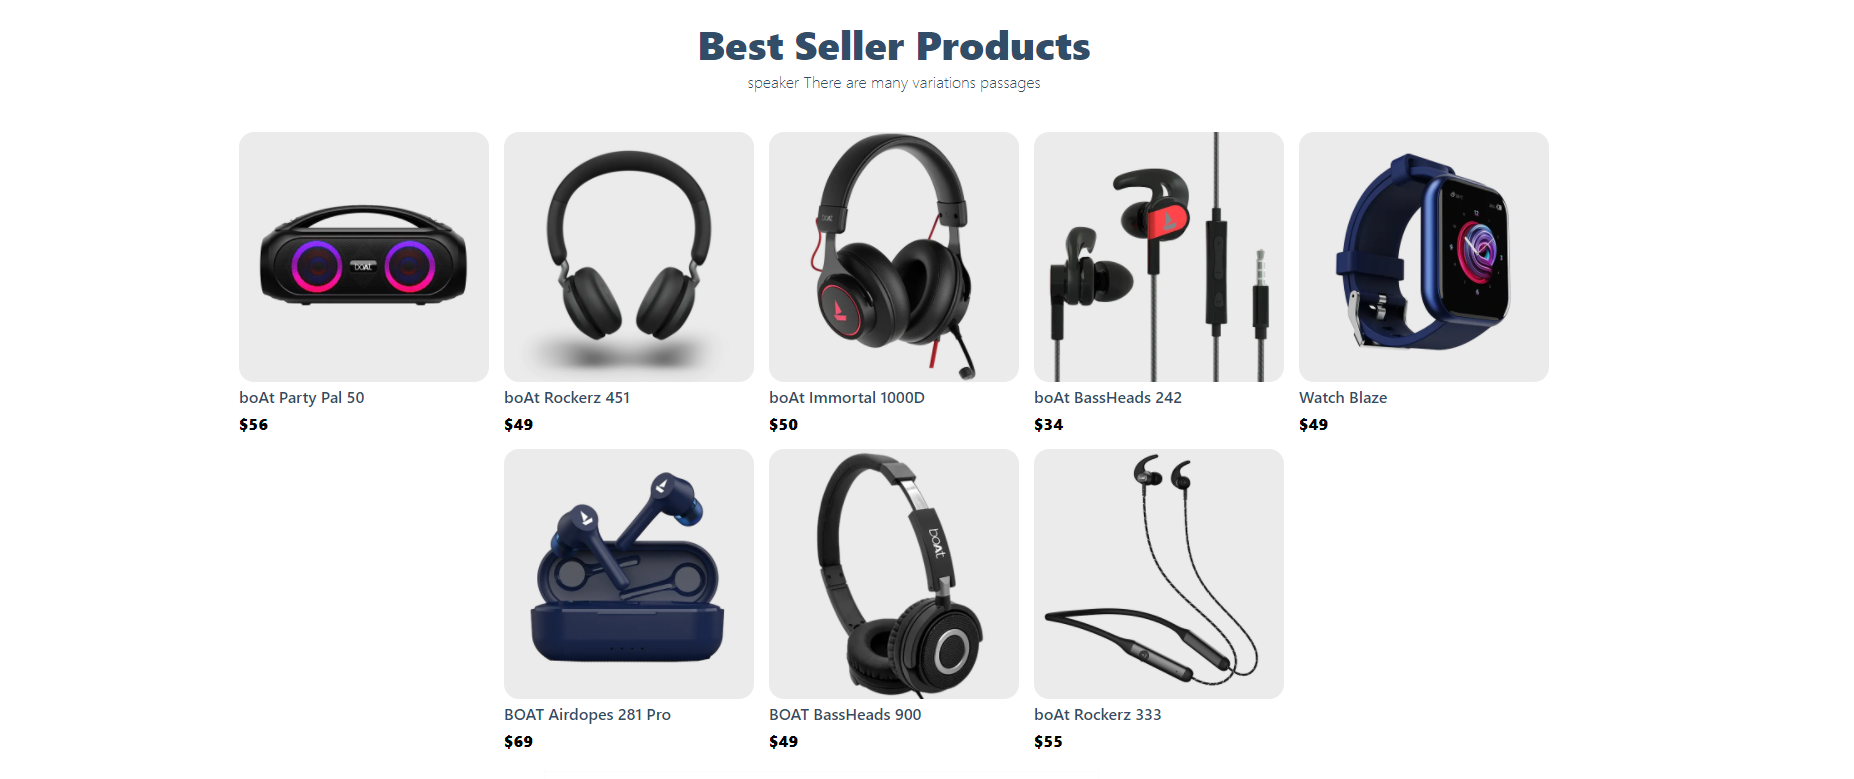 Best Seller Products
speaker There are many variations passages
boAt
boAt
boAt Party Pal 50
boAt Rockerz 451
boAt Immortal 1000D
boAt BassHeads 242
Watch Blaze
$56
$49
$50
$34
$49
boAt
BOAT Airdopes 281 Pro
BOAT BassHeads 900
boAt Rockerz 333
$69
$49
$55